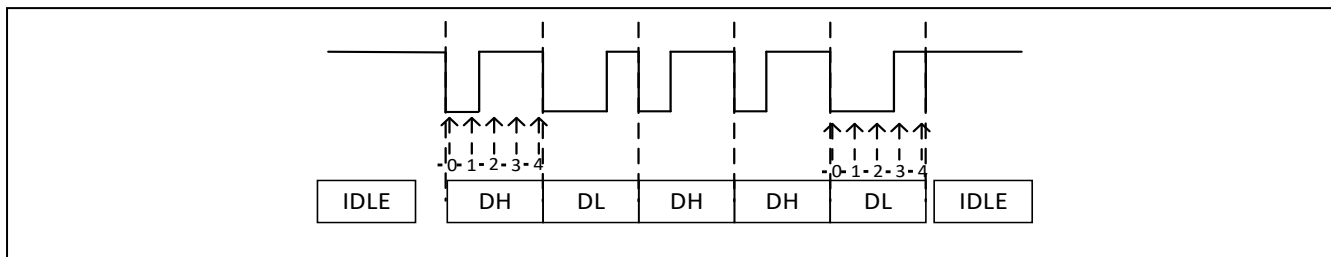 -0-1-2-3-4 -0-1-2-3-4
IDLE DH DL DH DH DL IDLE